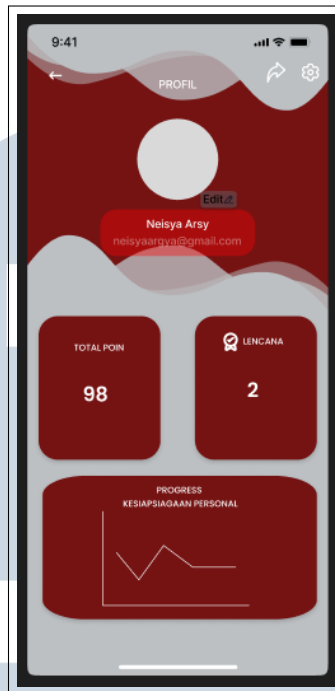 9:41
PROFIL
Edit
Neisya Arsy
neisyaargya@gmail.com
TOTAL POIN
98
LENCANA
2
PROGRESS
KESIAPSIAGAAN PERSONAL